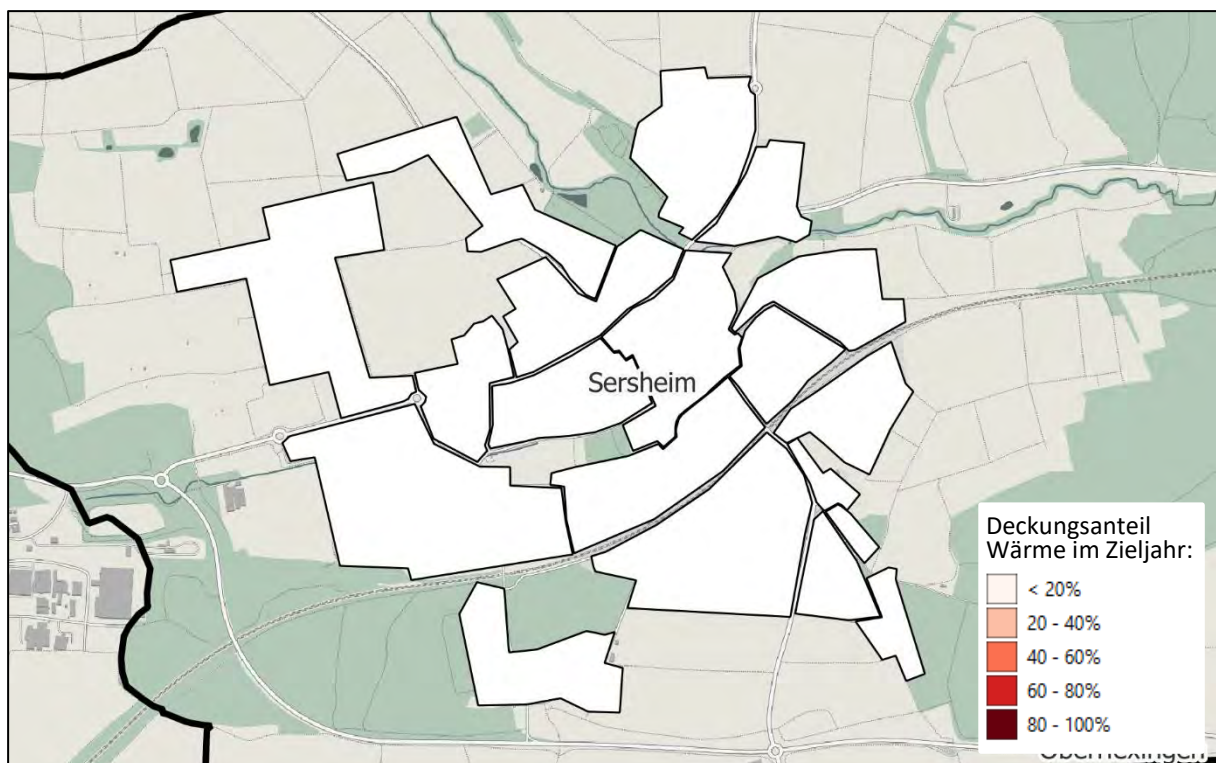 Sersheim
Deckungsanteil
Wärme im Zieljahr:
< 20%
20 - 40%
40 - 60%
60 - 80%
80 - 100%